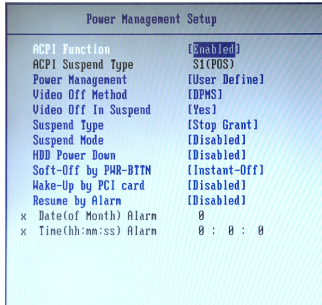 Power Management Setup
ACPI Function [Enabled]
ACPI Suspend Type S1(POS)
Power Management [User Define]
Video Off Method [DPMS]
Video Off In Suspend [Yes]
Suspend Type [Stop Grant]
Suspend Mode [Disabled]
HDD Power Down [Disabled]
Soft-Off by PWR-BTTN [Instant-Off]
Wake-Up by PCI card [Disabled]
Resume by Alarm [Disabled]
x Date(of Month) Alarm 0
x Time(hh:mm:ss) Alarm 0 : 0 : 0